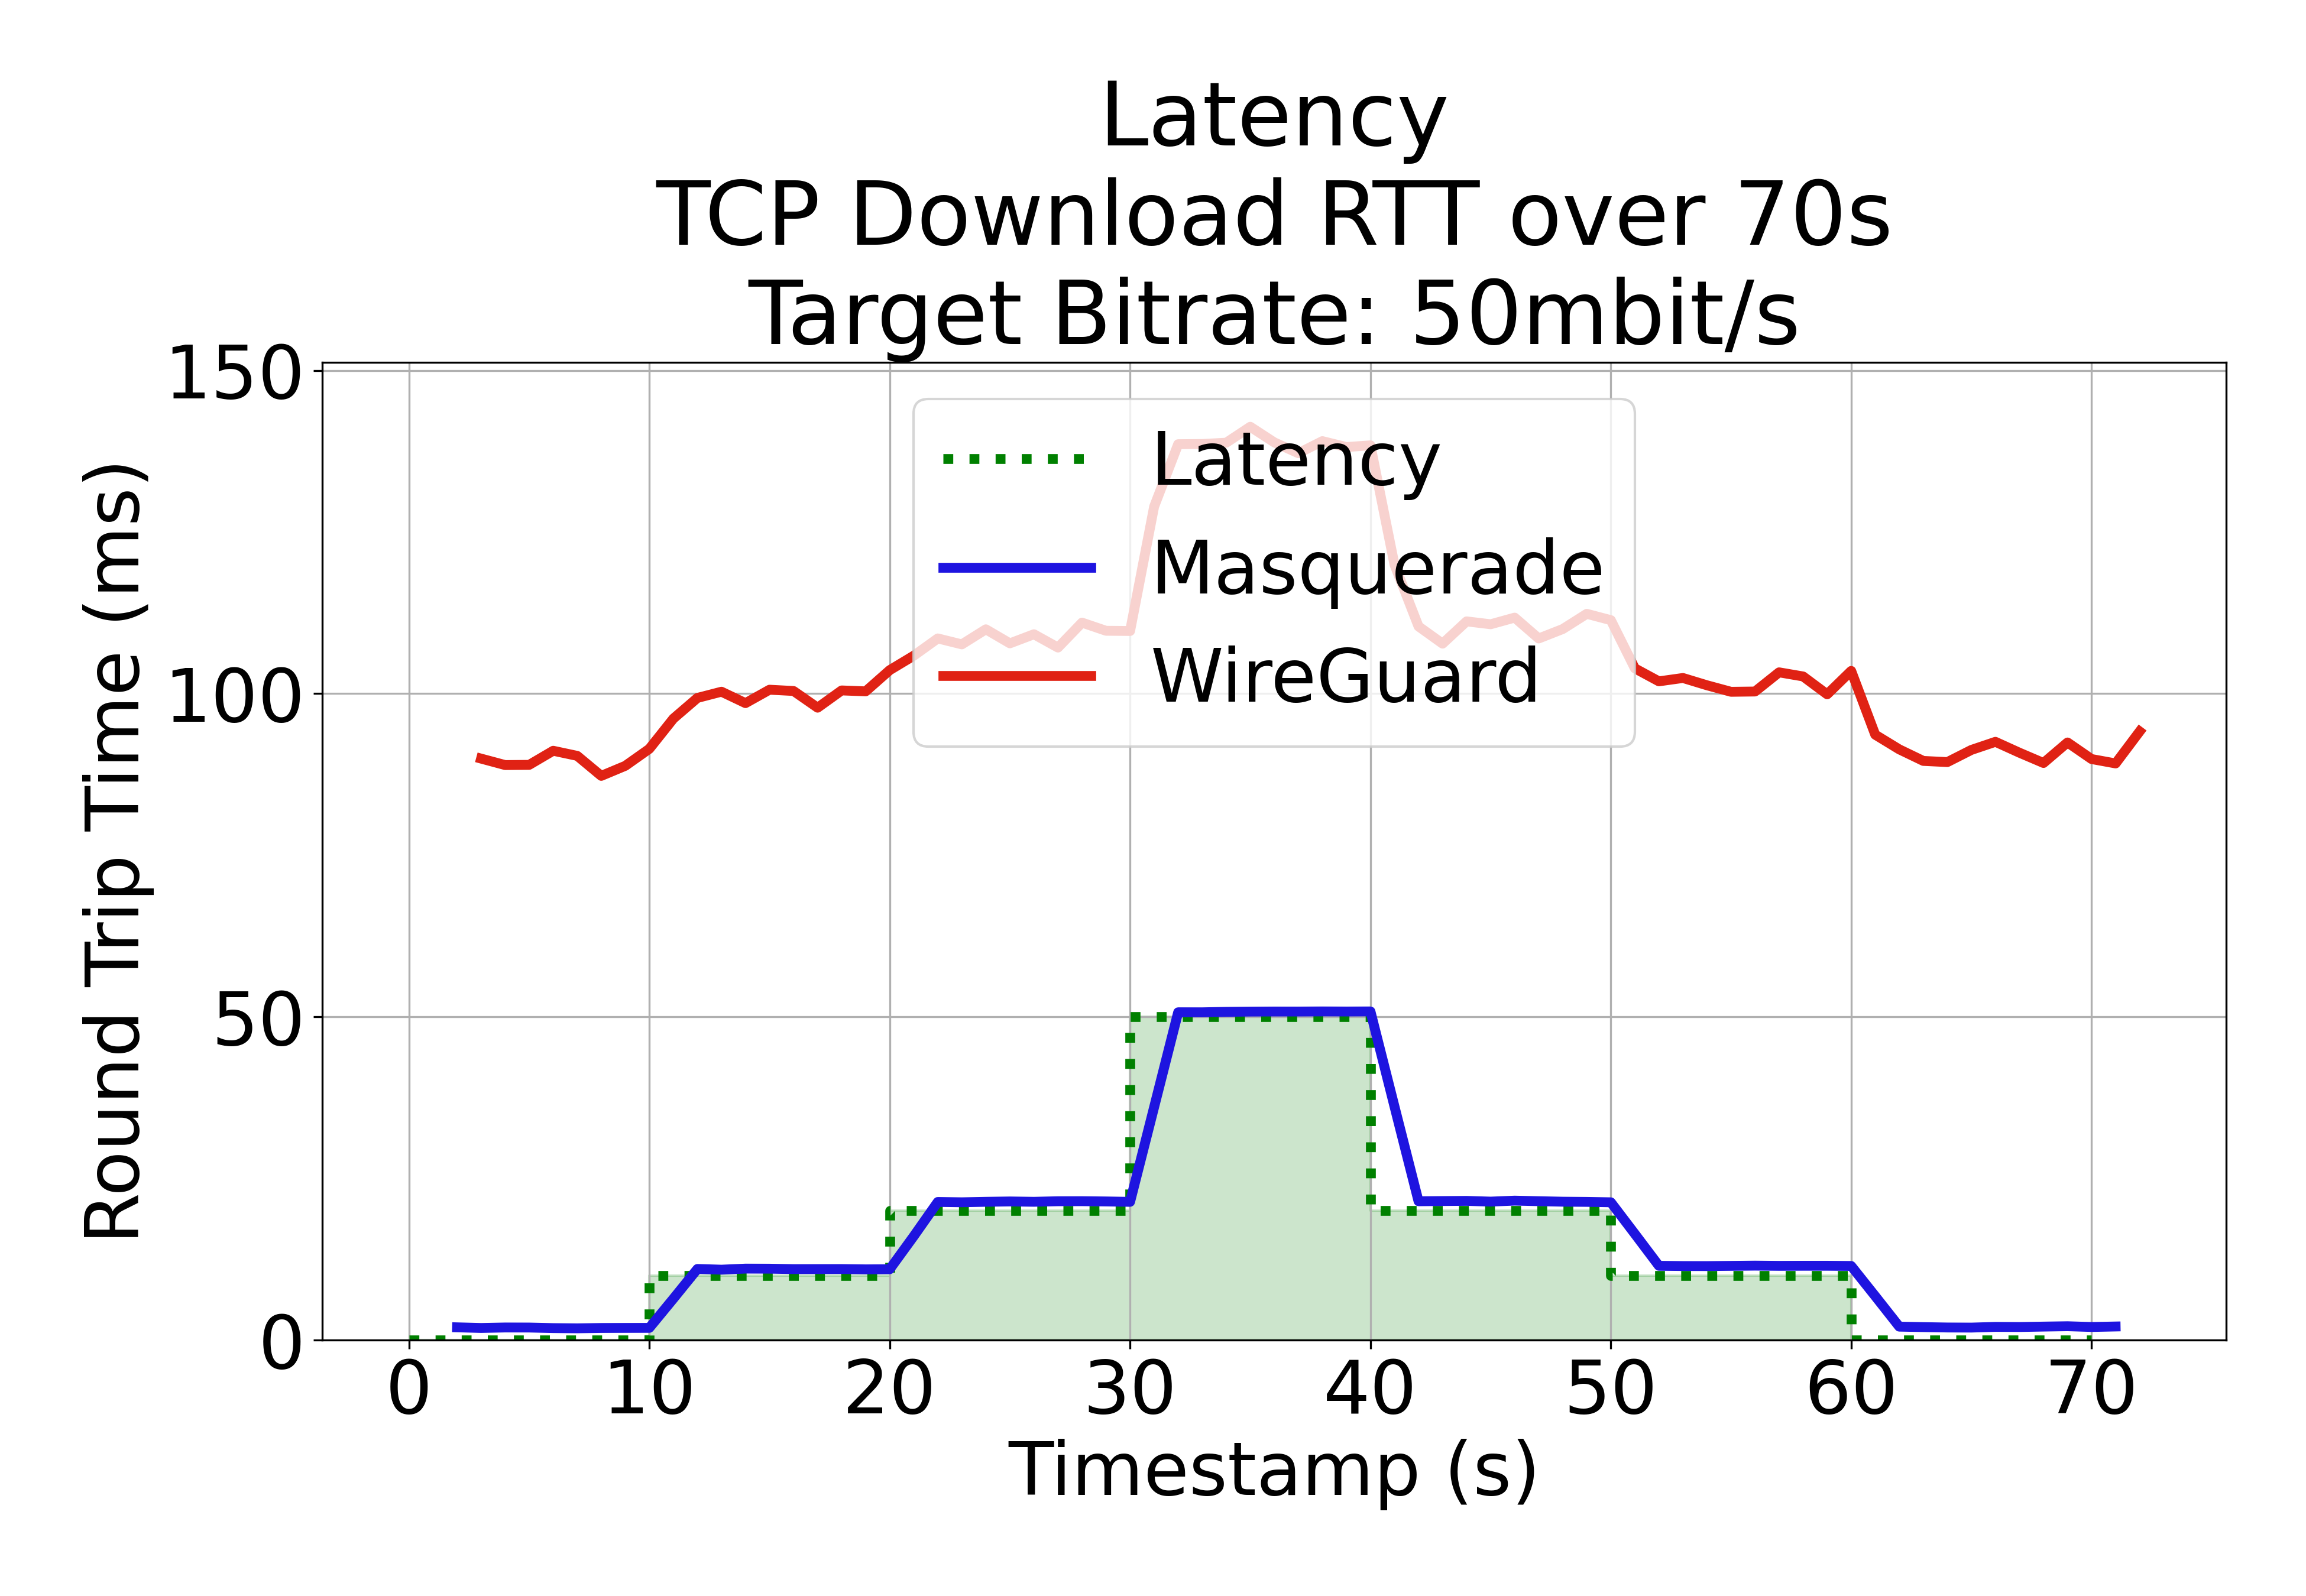 Latency
TCP Download RTT over 70s
Target Bitrate: 50mbit/s
150
100
50
0
Round Trip Time (ms)
Latency
Masquerade
WireGuard
0 10 20 30 40 50 60 70
Timestamp (s)